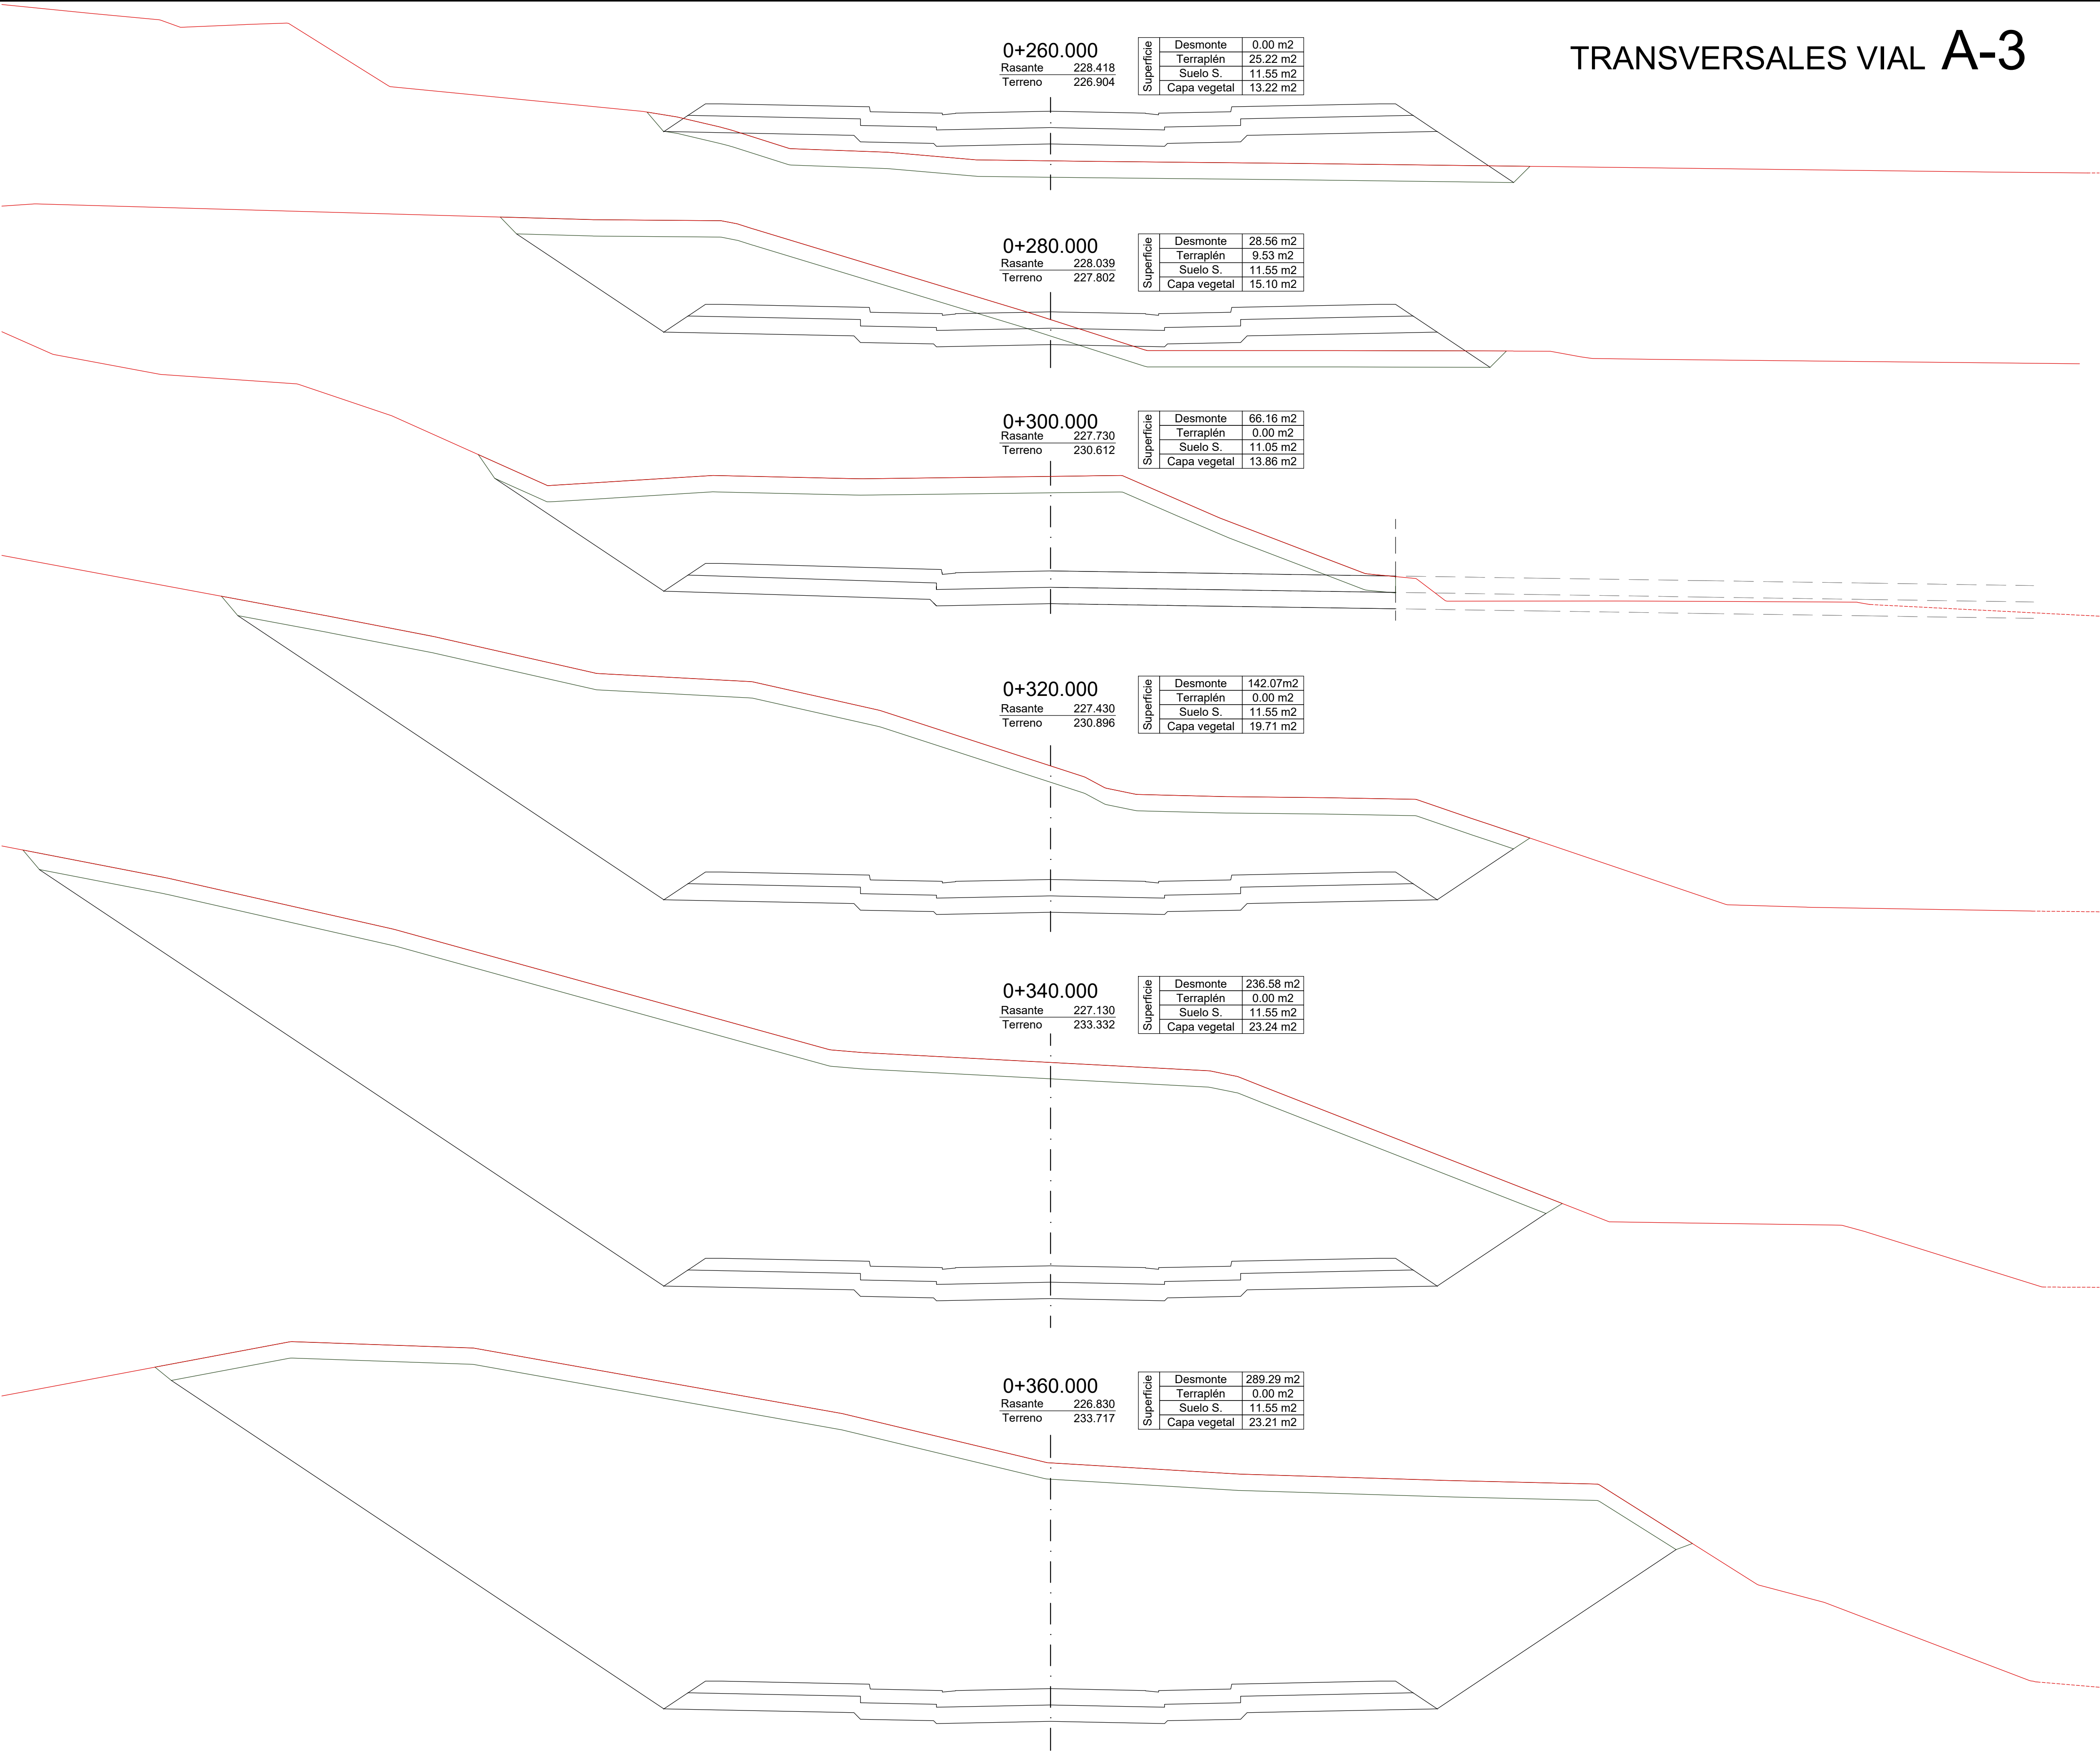 TRANSVERSALES VIAL A-3
0+260.000
Rasante 228.418
Terreno 226.904
Superficie
Desmonte 0.00 m2
Terraplén 25.22 m2
Suelo S. 11.55 m2
Capa vegetal 13.22 m2
0+280.000
Rasante 228.039
Terreno 227.802
Superficie
Desmonte 28.56 m2
Terraplén 9.53 m2
Suelo S. 11.55 m2
Capa vegetal 15.10 m2
0+300.000
Rasante 227.730
Terreno 230.612
Superficie
Desmonte 66.16 m2
Terraplén 0.00 m2
Suelo S. 11.05 m2
Capa vegetal 13.86 m2
0+320.000
Rasante 227.430
Terreno 230.896
Superficie
Desmonte 142.07m2
Terraplén 0.00 m2
Suelo S. 11.55 m2
Capa vegetal 19.71 m2
0+340.000
Rasante 227.130
Terreno 233.332
Superficie
Desmonte 236.58 m2
Terraplén 0.00 m2
Suelo S. 11.55 m2
Capa vegetal 23.24 m2
0+360.000
Rasante 226.830
Terreno 233.717
Superficie
Desmonte 289.29 m2
Terraplén 0.00 m2
Suelo S. 11.55 m2
Capa vegetal 23.21 m2